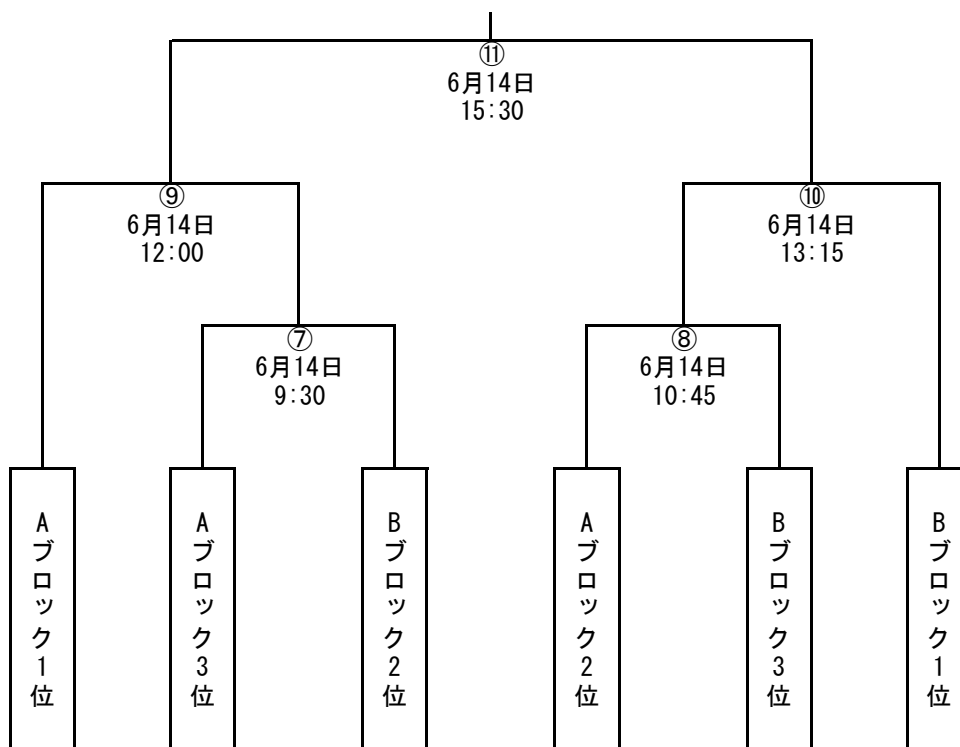 ⑪
6月14日
15:30
⑨
6月14日
12:00
⑩
6月14日
13:15
⑦
6月14日
9:30
⑧
6月14日
10:45
Aブロック1位
Aブロック3位
Bブロック2位
Aブロック2位
Bブロック3位
Bブロック1位